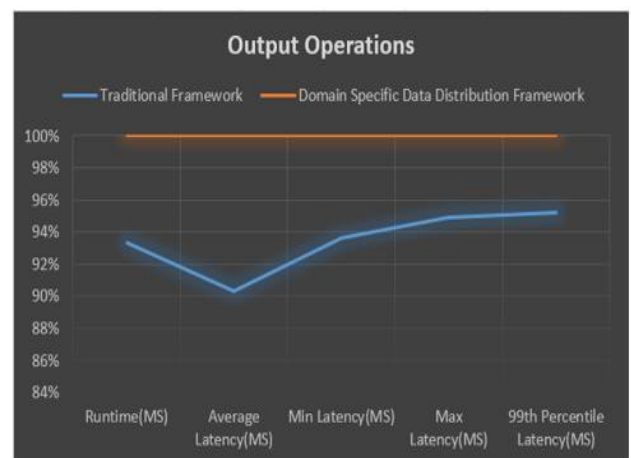 Output Operations
Traditional Framework
Domain Specific Data Distribution Framework
100%
98%
96%
94%
92%
90%
88%
86%
84%
Runtime(MS)
Average
Latency(MS)
Min Latency(MS)
Max
Latency(MS)
99th Percentile
Latency(MS)